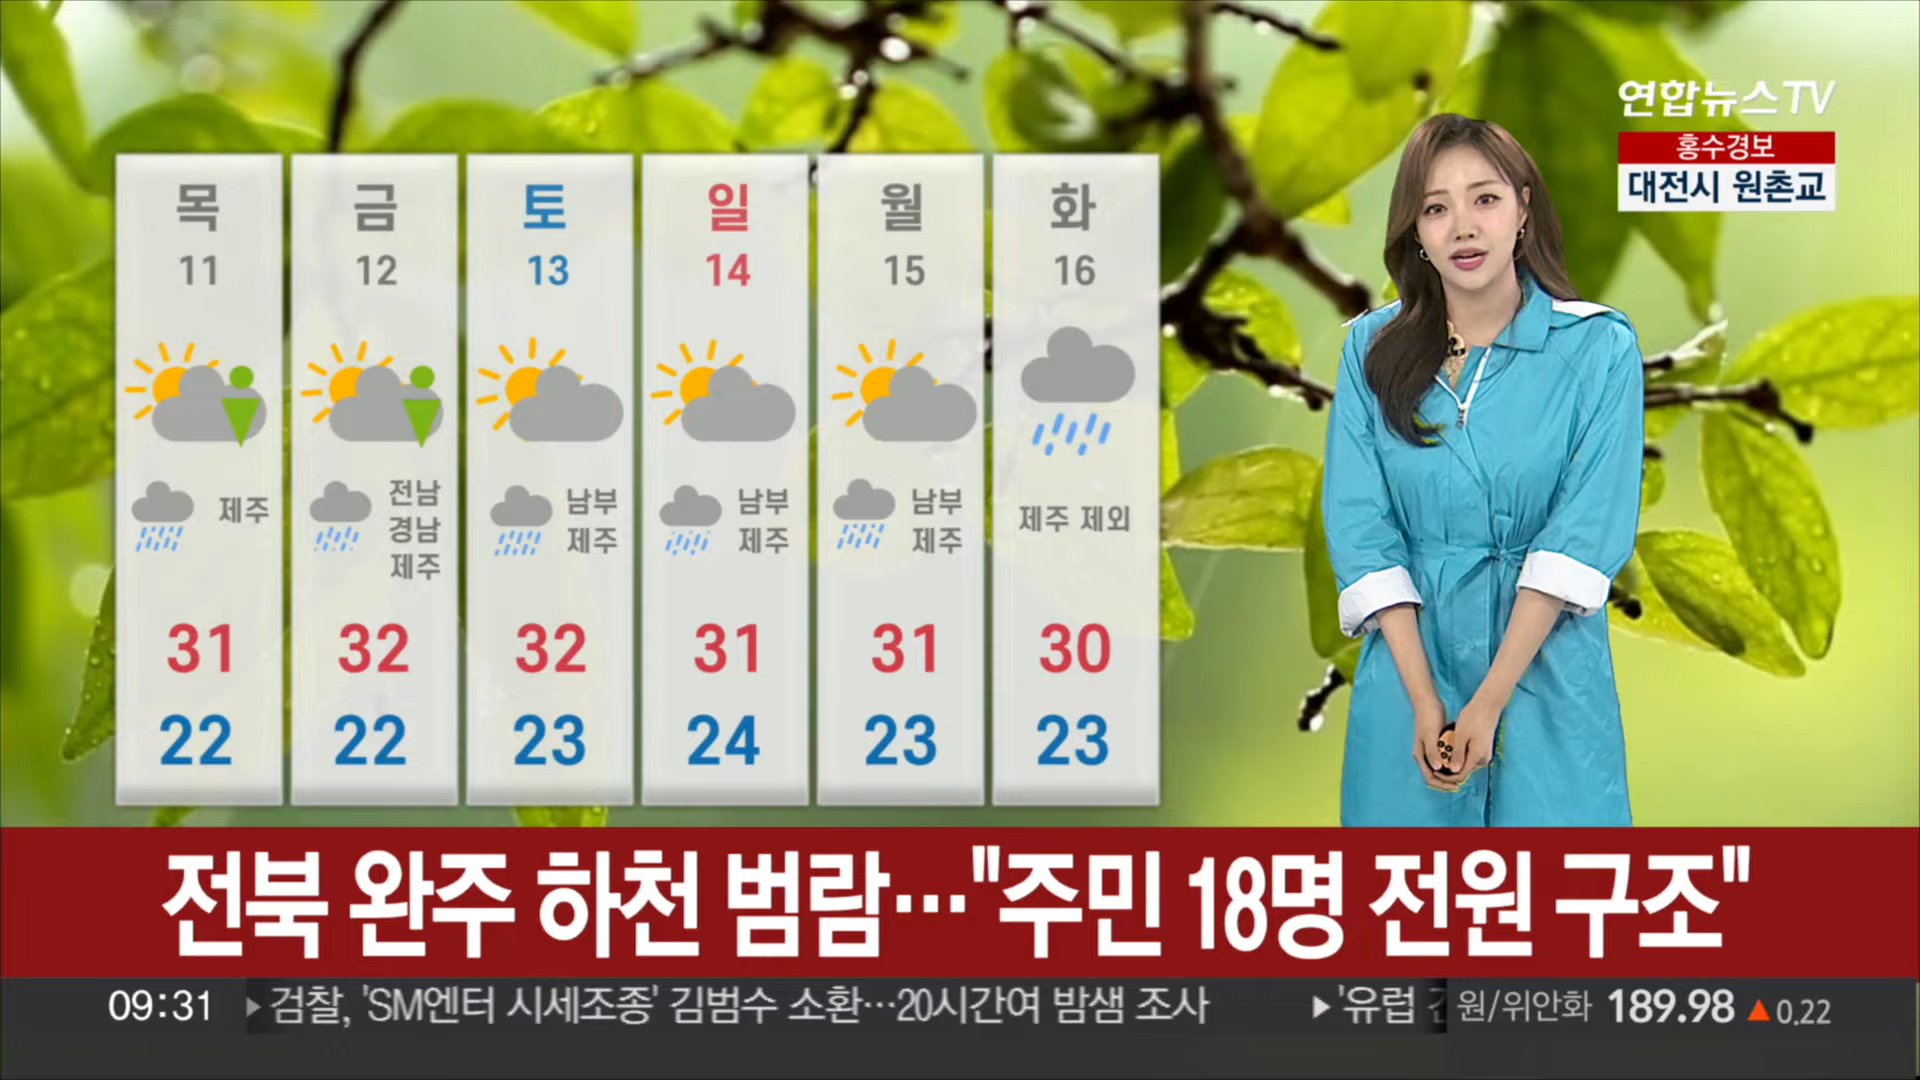 연합뉴스TV
홍수경보
대전시 원촌교
목 금 토 일 월 화
11 12 13 14 15 16
제주
전남
경남
제주
남부
제주
남부
제주
남부
제주
제주 제외
31 32 32 31 31 30
22 22 23 24 23 23
전북 완주 하천 범람…"주민 18명 전원 구조"
09:31 ▶검찰, 'SM엔터 시세조종' 김범수 소환…20시간여 밤샘 조사 ▶'유럽 원/위안화 189.98 ▲0.22